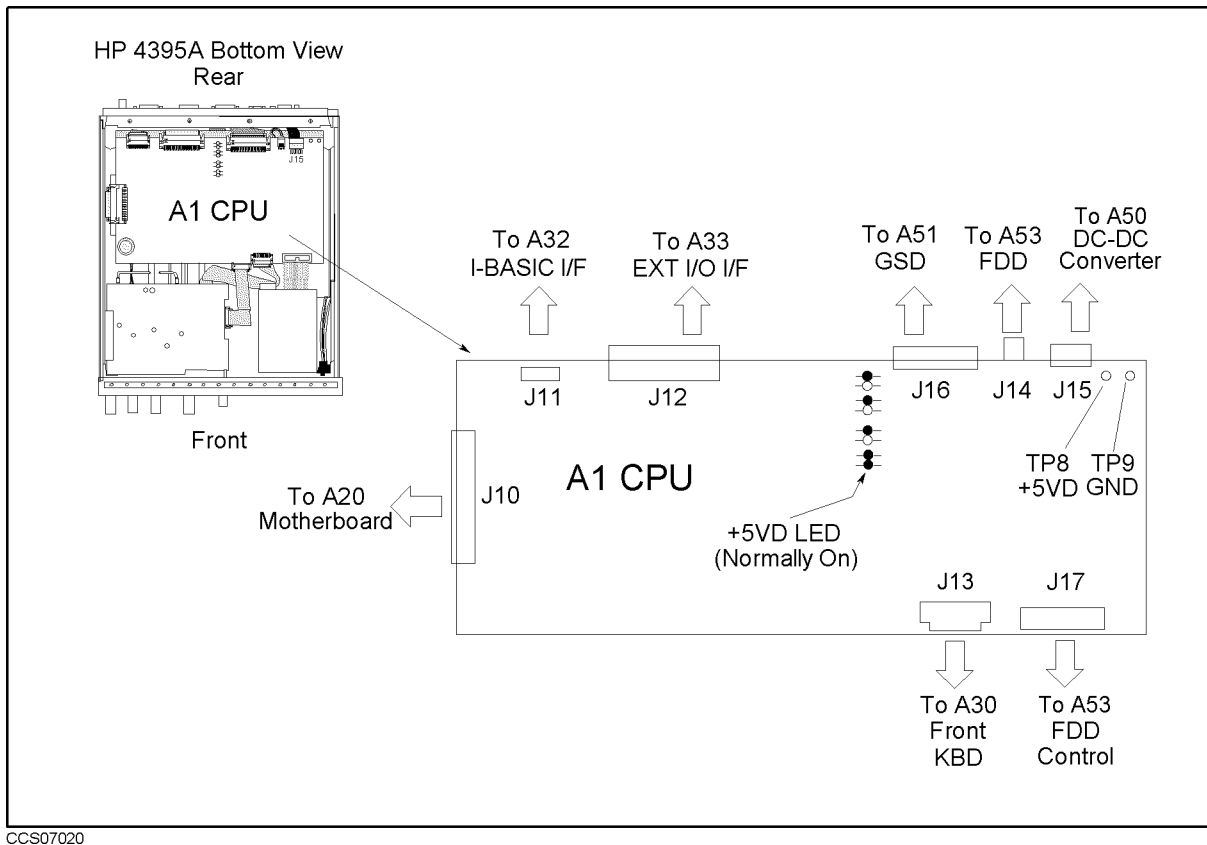 HP 4395A Bottom View
Rear
J15
A1 CPU
Front
To A32
I-BASIC I/F
To A33
EXT I/O I/F
To A51
GSD
To A53
FDD
To A50
DC-DC
Converter
J11
J12
J16
J14
J15
TP8
+5VD
TP9
GND
J10
A1 CPU
To A20
Motherboard
+5VD LED
(Normally On)
J13
J17
To A30
Front
KBD
To A53
FDD
Control
CCS07020